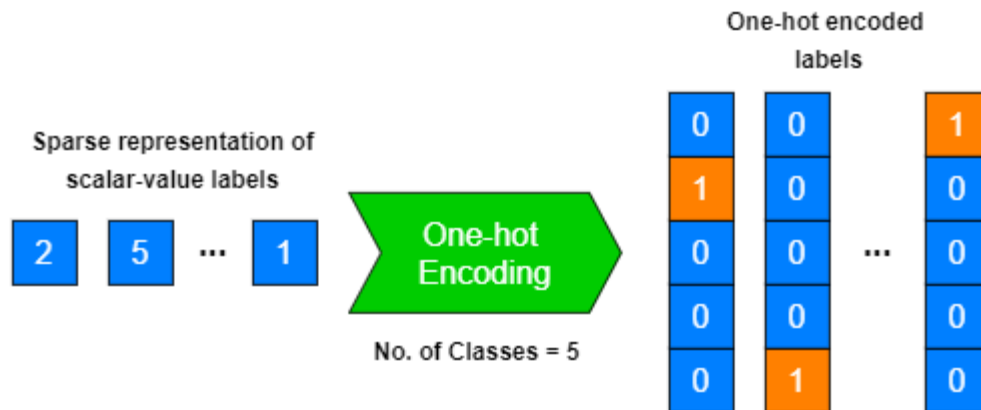 One-hot encoded
labels
Sparse representation of
scalar-value labels
2 5 ... 1
One-hot
Encoding
No. of Classes = 5
0 0 1
1 0 0
0 0 ... 0
0 0 0
0 1 0